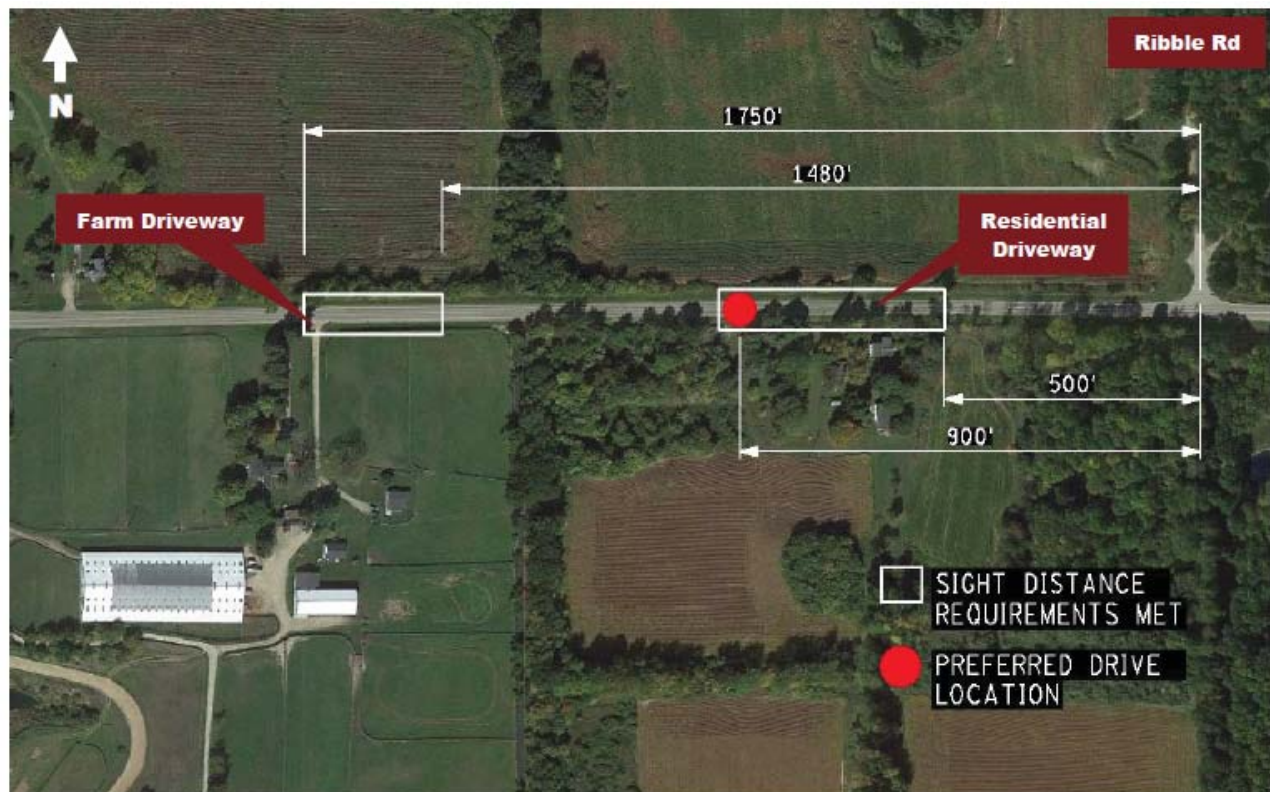 Ribble Rd
N
1750'
1480'
Farm Driveway
Residential
Driveway
500'
900'
SIGHT DISTANCE
REQUIREMENTS MET
PREFERRED DRIVE
LOCATION